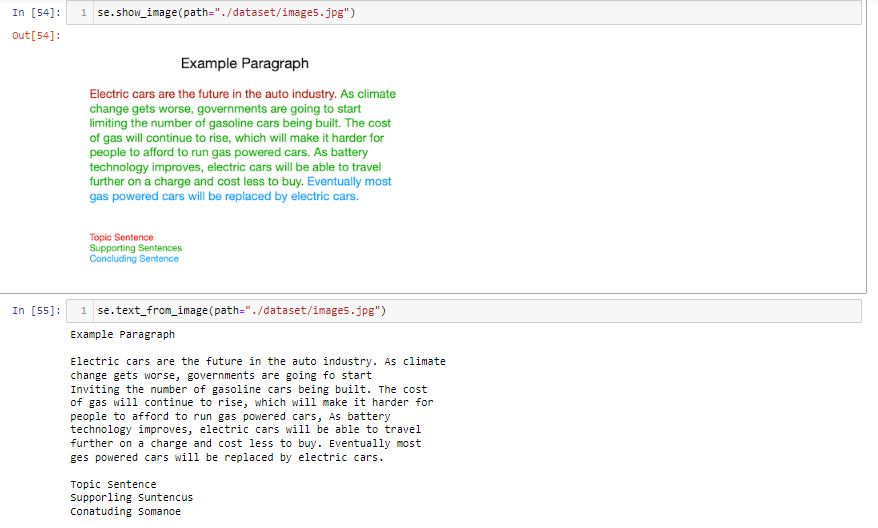 In [54]: 1 se.show_image(path="./dataset/image5.jpg")
Out[54]:
Example Paragraph
Electric cars are the future in the auto industry. As climate
change gets worse, governments are going to start
limiting the number of gasoline cars being built. The cost
of gas will continue to rise, which will make it harder for
people to afford to run gas powered cars. As battery
technology improves, electric cars will be able to travel
further on a charge and cost less to buy. Eventually most
gas powered cars will be replaced by electric cars.
Topic Sentence
Supporting Sentences
Concluding Sentence
In [55]: 1 se.text_from_image(path="./dataset/image5.jpg")
Example Paragraph
Electric cars are the future in the auto industry. As climate
change gets worse, governments are going fo start
Inviting the number of gasoline cars being built. The cost
of gas will continue to rise, which will make it harder for
people to afford to run gas powered cars, As battery
technology improves, electric cars will be able to travel
further on a charge and cost less to buy. Eventually most
ges powered cars will be replaced by electric cars.
Topic Sentence
Supporling Suntencus
Conatuding Somanoe